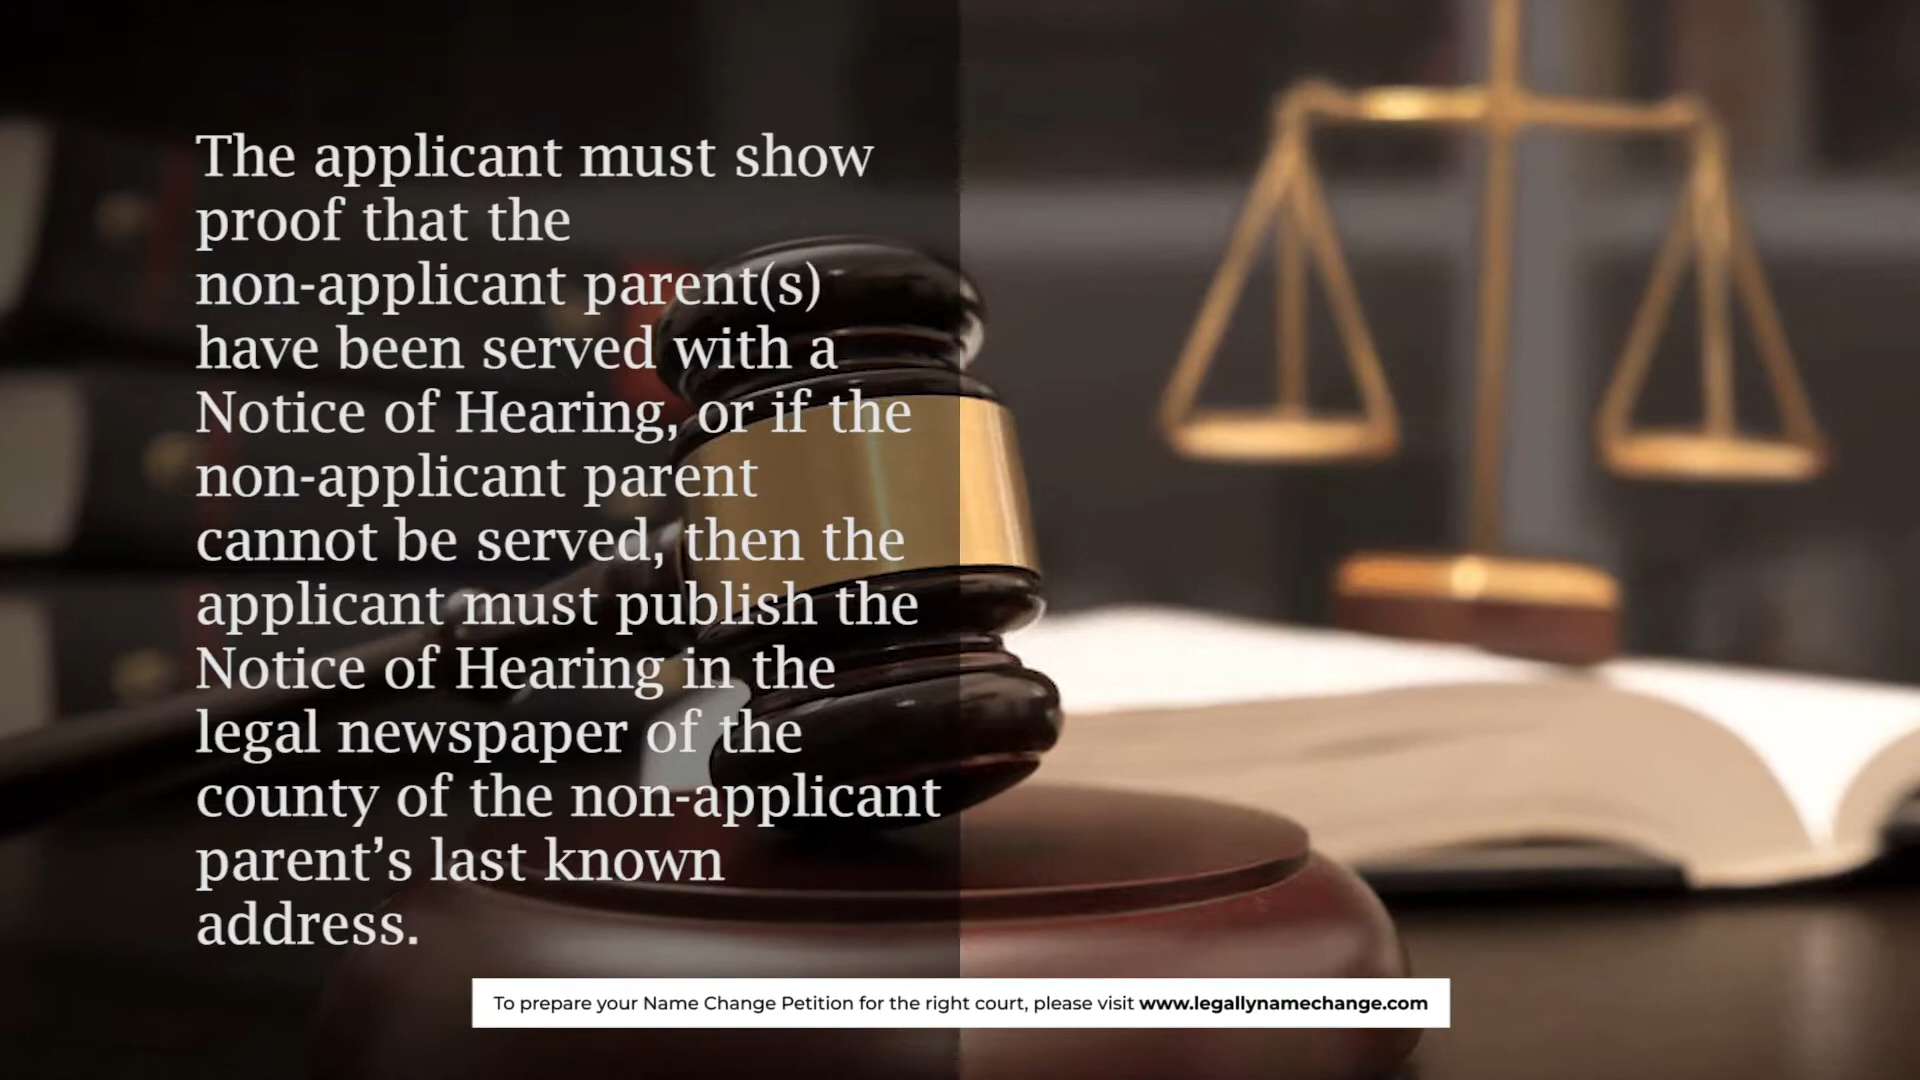 The applicant must show
proof that the
non-applicant parent(s)
have been served with a
Notice of Hearing, or if the
non-applicant parent
cannot be served, then the
applicant must publish the
Notice of Hearing in the
legal newspaper of the
county of the non-applicant
parent’s last known
address.
To prepare your Name Change Petition for the right court, please visit www.legallynamechange.com